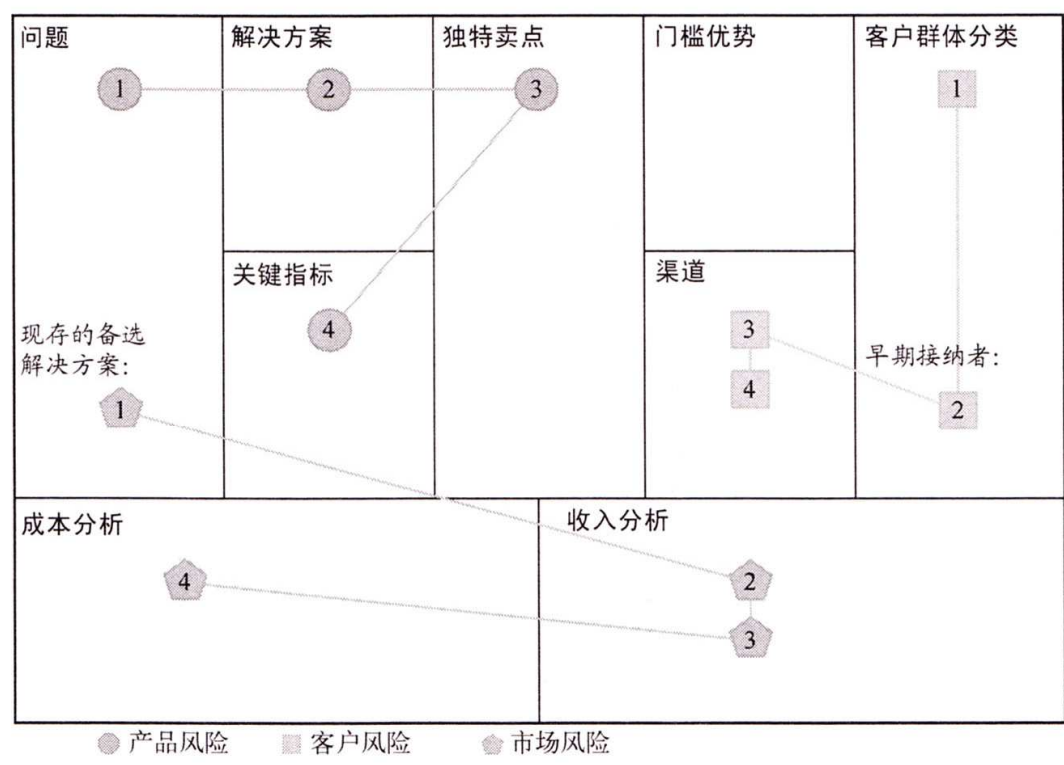 问题
1
解决方案
2
独特卖点
3
门槛优势
客户群体分类
1
关键指标
4
渠道
3
4
现存的备选
解决方案：
1
早期接纳者：
2
成本分析
4
收入分析
2
3
产品风险
客户风险
市场风险